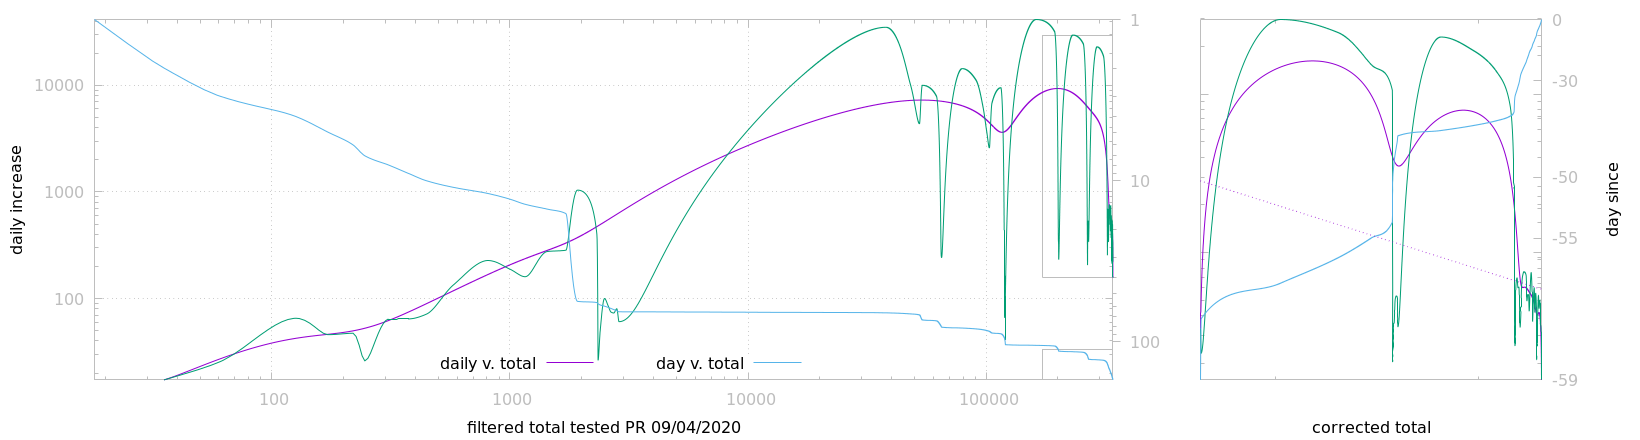 daily increase
10000
1000
100
100
1000
10000
100000
1
10
100
daily v. total
day v. total
filtered total tested PR 09/04/2020
0
-30
-50
-55
-59
day since
corrected total